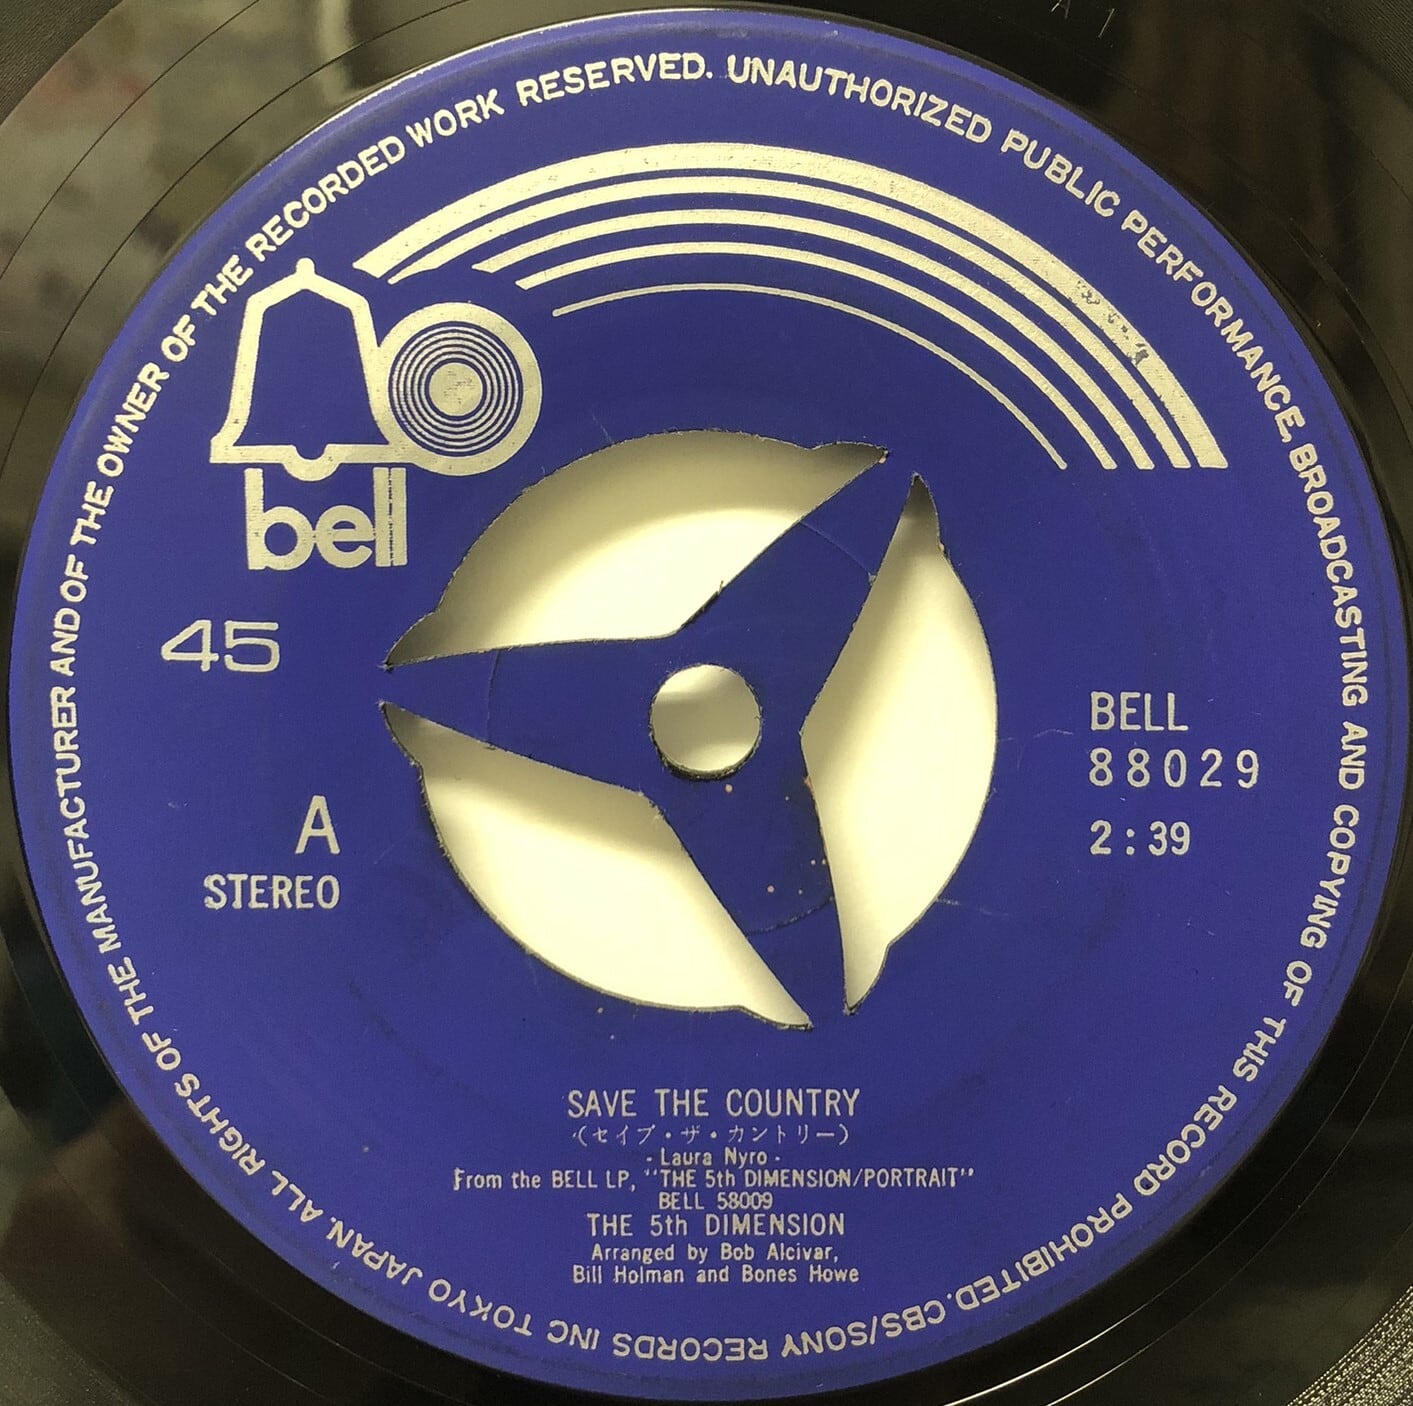 ALL RIGHTS OF THE MANUFACTURER AND OF THE OWNER OF THE RECORDED WORK RESERVED. UNAUTHORIZED PUBLIC PERFORMANCE, BROADCASTING AND COPYING OF THIS RECORD PROHIBITED. CBS/SONY RECORDS INC TOKYO JAPAN.
bell
45
A
STEREO
BELL
88029
2:39
SAVE THE COUNTRY
(セイブ・ザ・カントリー)
- Laura Nyro -
From the BELL LP, "THE 5th DIMENSION/PORTRAIT"
BELL 58009
THE 5th DIMENSION
Arranged by Bob Alcivar,
Bill Holman and Bones Howe